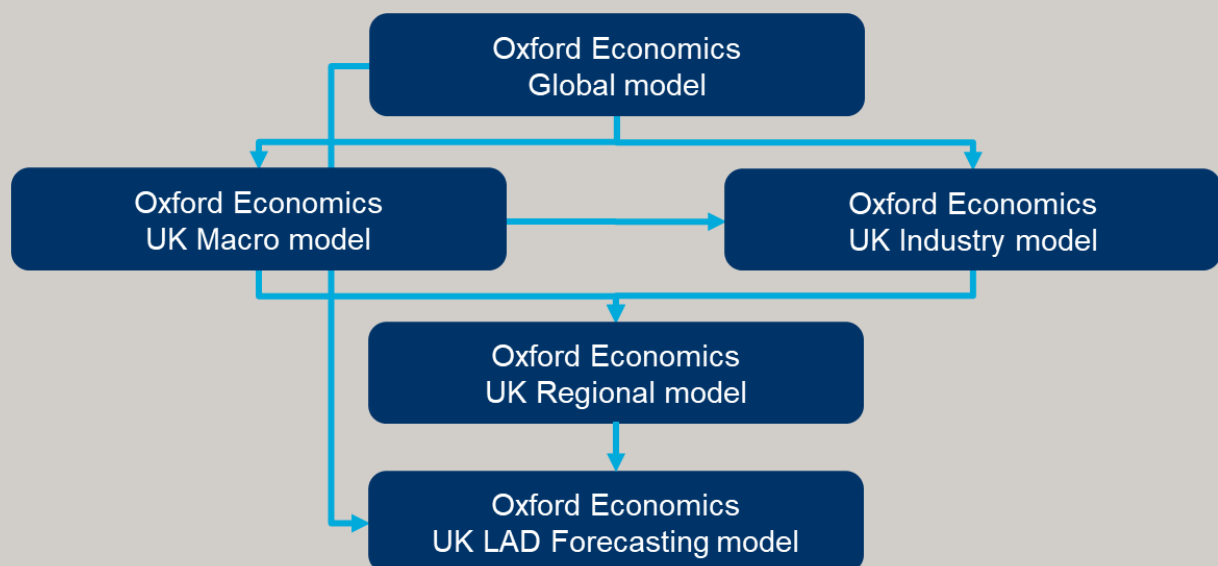 Oxford Economics
Global model
Oxford Economics
UK Macro model
Oxford Economics
UK Industry model
Oxford Economics
UK Regional model
Oxford Economics
UK LAD Forecasting model